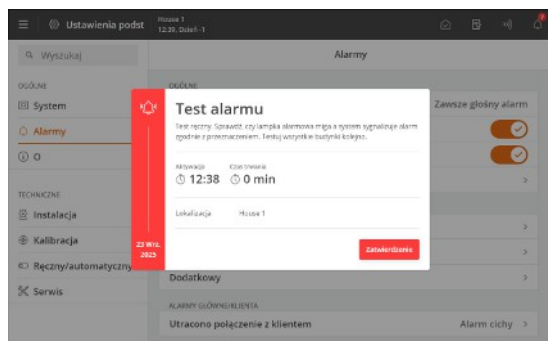 Ustawienia podst
House 1
12:39, Dzień -1
Wyszukaj
Alarmy
OGÓLNE
System
Alarmy
O
TECHNICZNE
Instalacja
Kalibracja
Ręczny/automatyczny
Serwis
OGÓLNE
Zawsze głośny alarm
Test alarmu
Test ręczny. Sprawdź, czy lampka alarmowa miga a system sygnalizuje alarm
zgodnie z przeznaczeniem. Testuj wszystkie budynki kolejno.
Aktywacja Czas trwania
12:38 0 min
Lokalizacja House 1
23 Wrz.
2025
Zatwierdzenie
Dodatkowy
ALARMY GŁÓWNE/KLIENTA
Utracono połączenie z klientem Alarm cichy